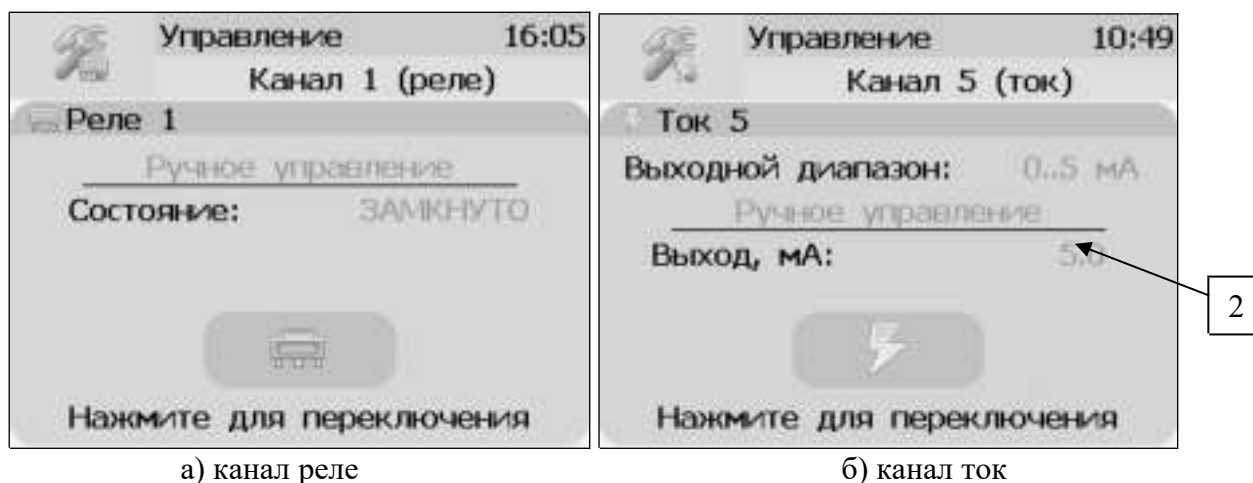 Управление 16:05
Канал 1 (реле)
Реле 1
Ручное управление
Состояние: ЗАМКНУТО
Нажмите для переключения
а) канал реле
Управление 10:49
Канал 5 (ток)
Ток 5
Выходной диапазон: 0..5 мА
Ручное управление
Выход, мА: 5.0
Нажмите для переключения
б) канал ток
2